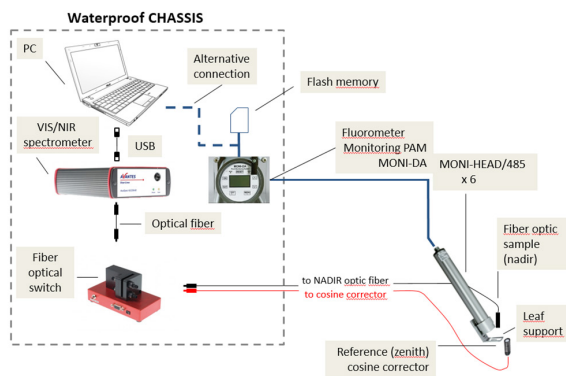 Waterproof CHASSIS
PC
Alternative
connection
Flash memory
VIS/NIR
spectrometer
USB
Fluorometer
Monitoring PAM
MONI-DA
MONI-HEAD/485
x 6
Optical fiber
Fiber
optical
switch
Fiber optic
sample
(nadir)
to NADIR optic fiber
to cosine corrector
Leaf
support
Reference (zenith)
cosine corrector